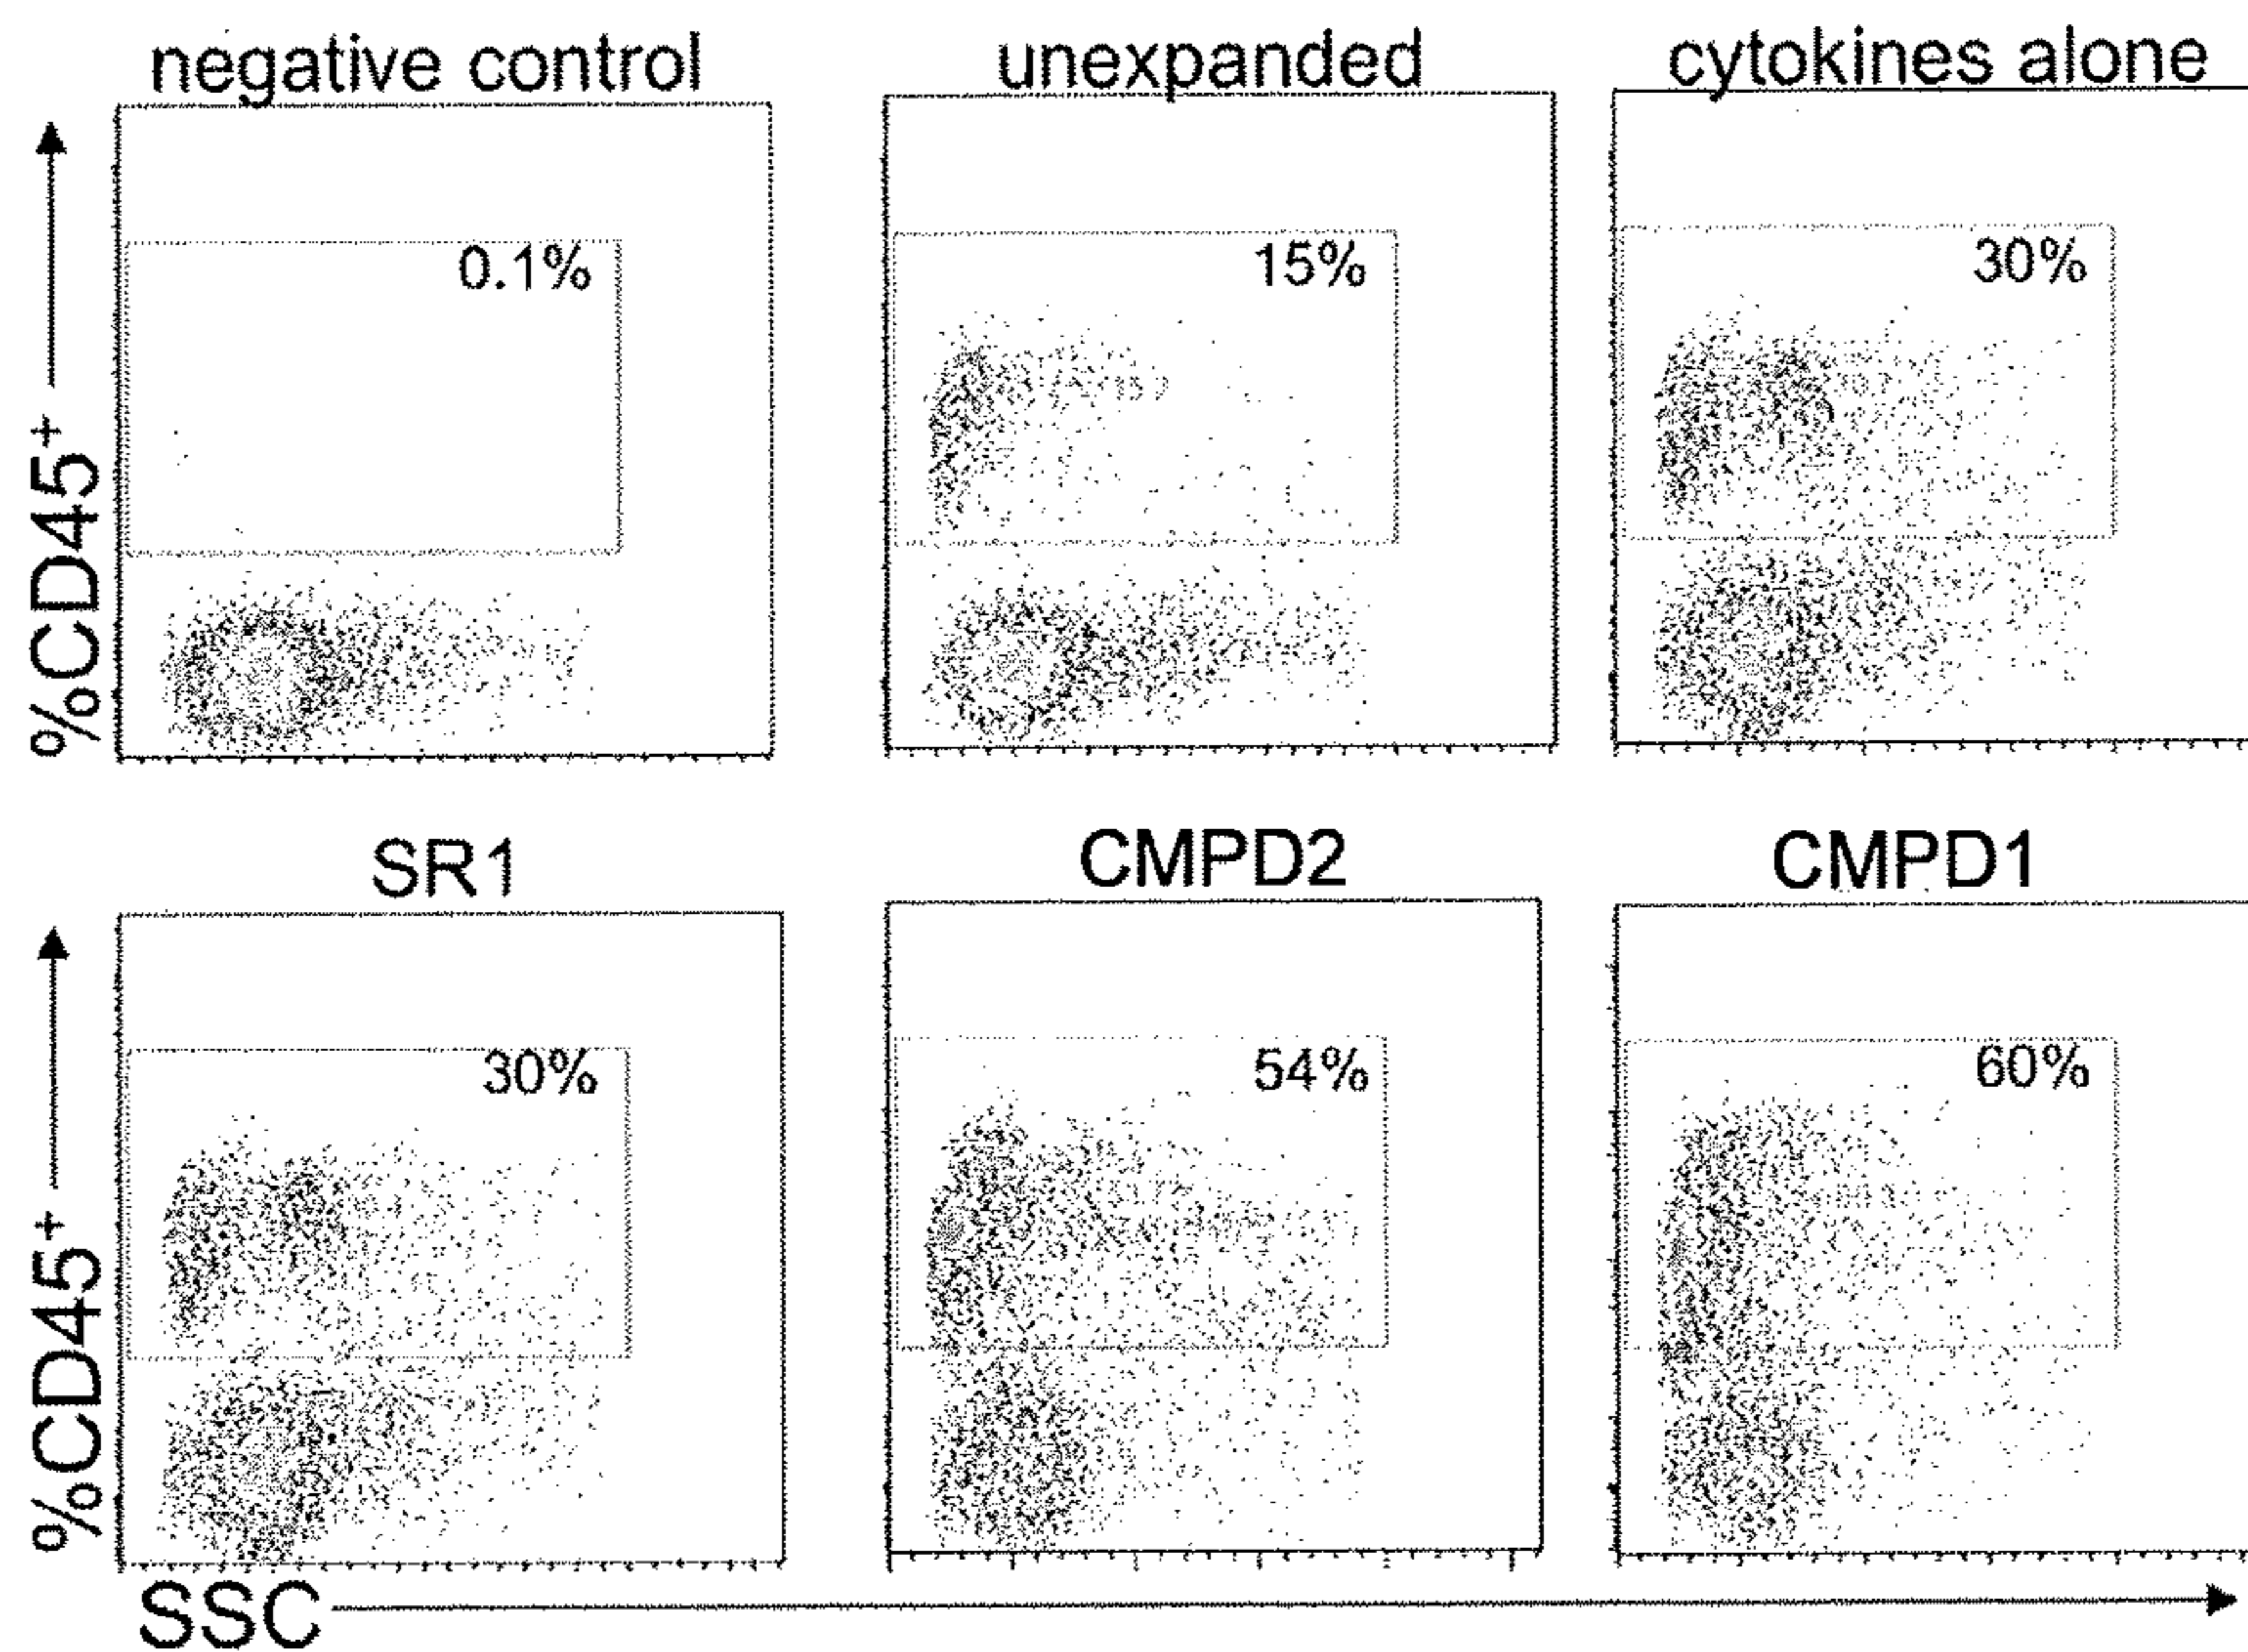 negative control
unexpanded
cytokines alone
%CD45⁺
0.1%
15%
30%
SR1
CMPD2
CMPD1
%CD45⁺
30%
54%
60%
SSC